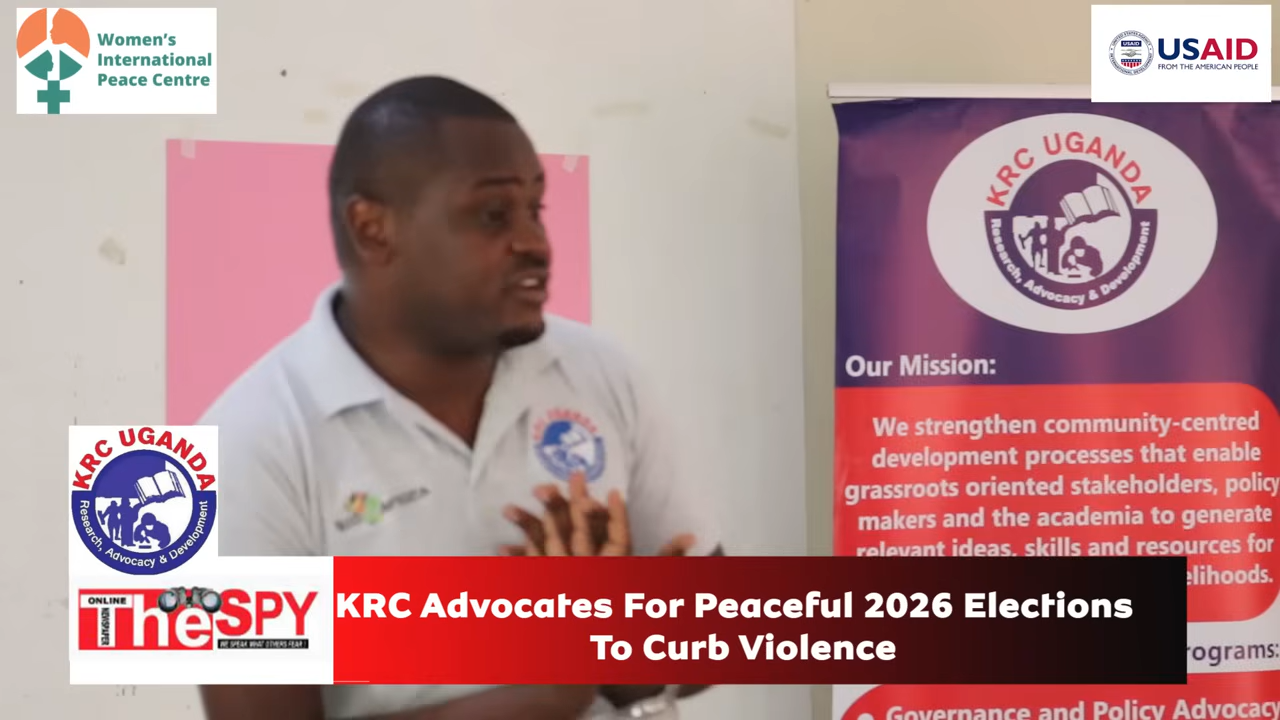 Women's
International
Peace Centre
USAID
FROM THE AMERICAN PEOPLE
KRC UGANDA
Research, Advocacy & Development
Our Mission:
We strengthen community-centred
development processes that enable
grassroots oriented stakeholders, policy
makers and the academia to generate
relevant ideas, skills and resources for
elihoods.
rograms:
Governance and Policy Advocacy
KRC UGANDA
KRC UGANDA
Research, Advocacy & Development
ONLINE
NEWSPAPER
TheSPY
WE SPEAK WHAT OTHERS FEAR !
KRC Advocates For Peaceful 2026 Elections
To Curb Violence